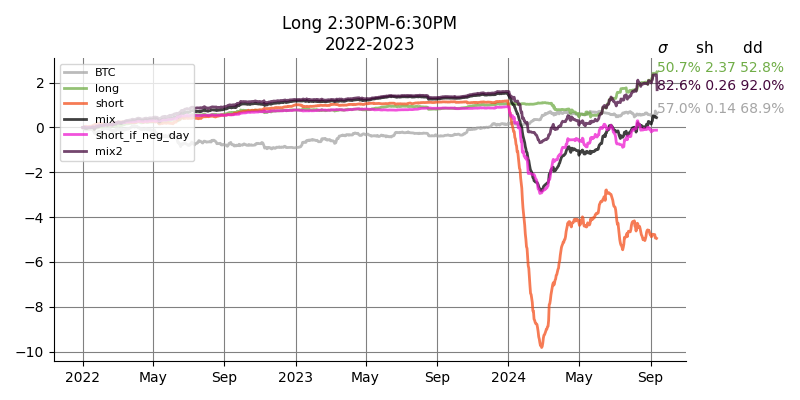 Long 2:30PM-6:30PM
2022-2023
σ sh dd
50.7% 2.37 52.8%
82.6% 0.26 92.0%
57.0% 0.14 68.9%
BTC
long
short
mix
short_if_neg_day
mix2
2
0
−2
−4
−6
−8
−10
2022 May Sep 2023 May Sep 2024 May Sep